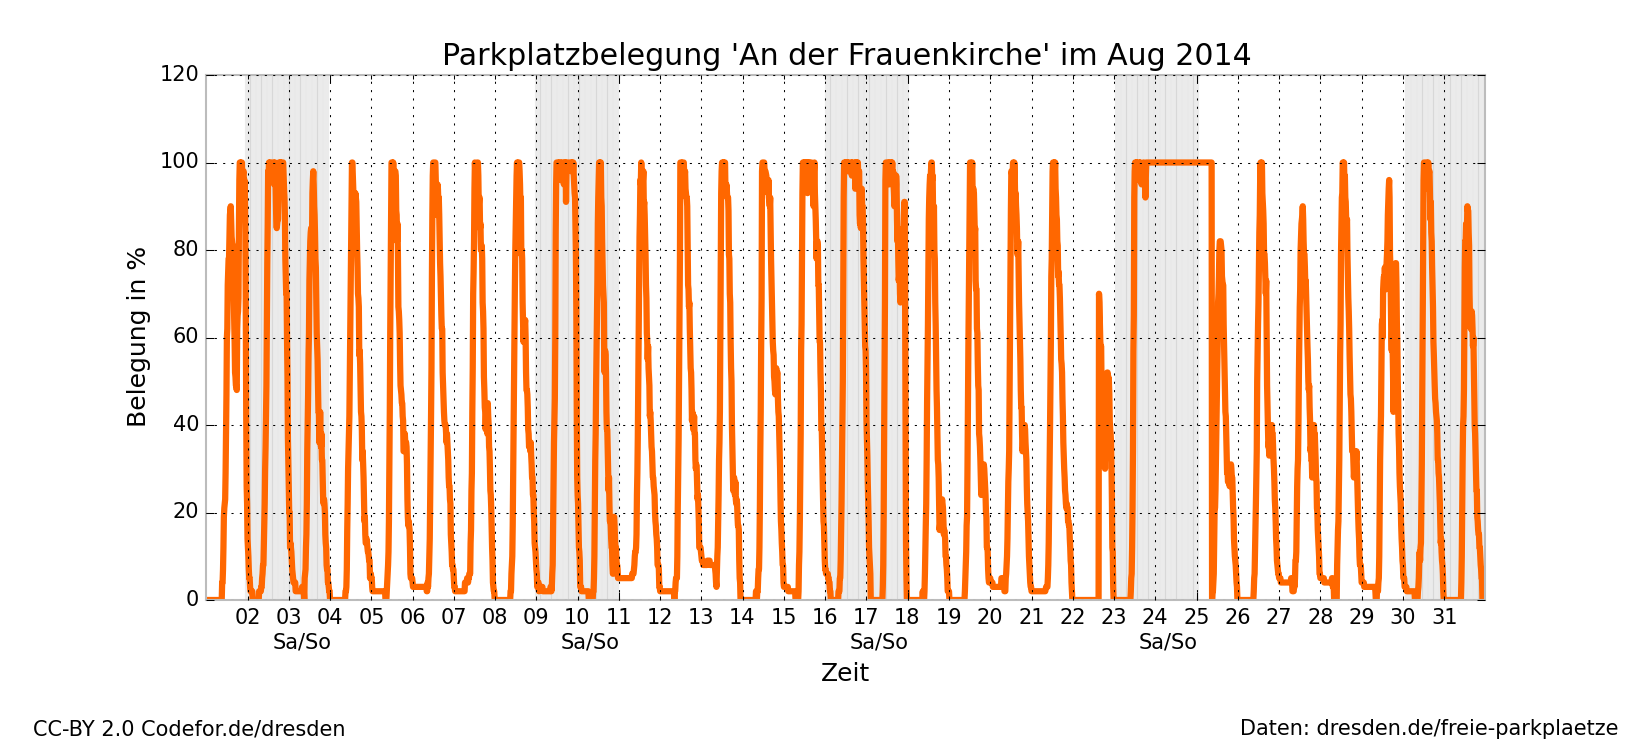 Parkplatzbelegung 'An der Frauenkirche' im Aug 2014
120
100
80
60
40
20
0
Belegung in %
02 03 04 05 06 07 08 09 10 11 12 13 14 15 16 17 18 19 20 21 22 23 24 25 26 27 28 29 30 31
Sa/So Sa/So Sa/So Sa/So
Zeit
CC-BY 2.0 Codefor.de/dresden
Daten: dresden.de/freie-parkplaetze